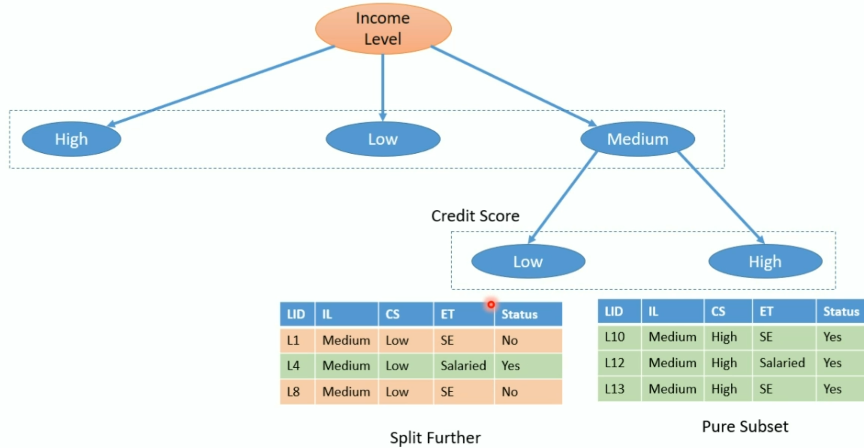 Income
Level
High
Low
Medium
Credit Score
Low
High
LID IL CS ET Status
L1 Medium Low SE No
L4 Medium Low Salaried Yes
L8 Medium Low SE No
LID IL CS ET Status
L10 Medium High SE Yes
L12 Medium High Salaried Yes
L13 Medium High SE Yes
Split Further
Pure Subset